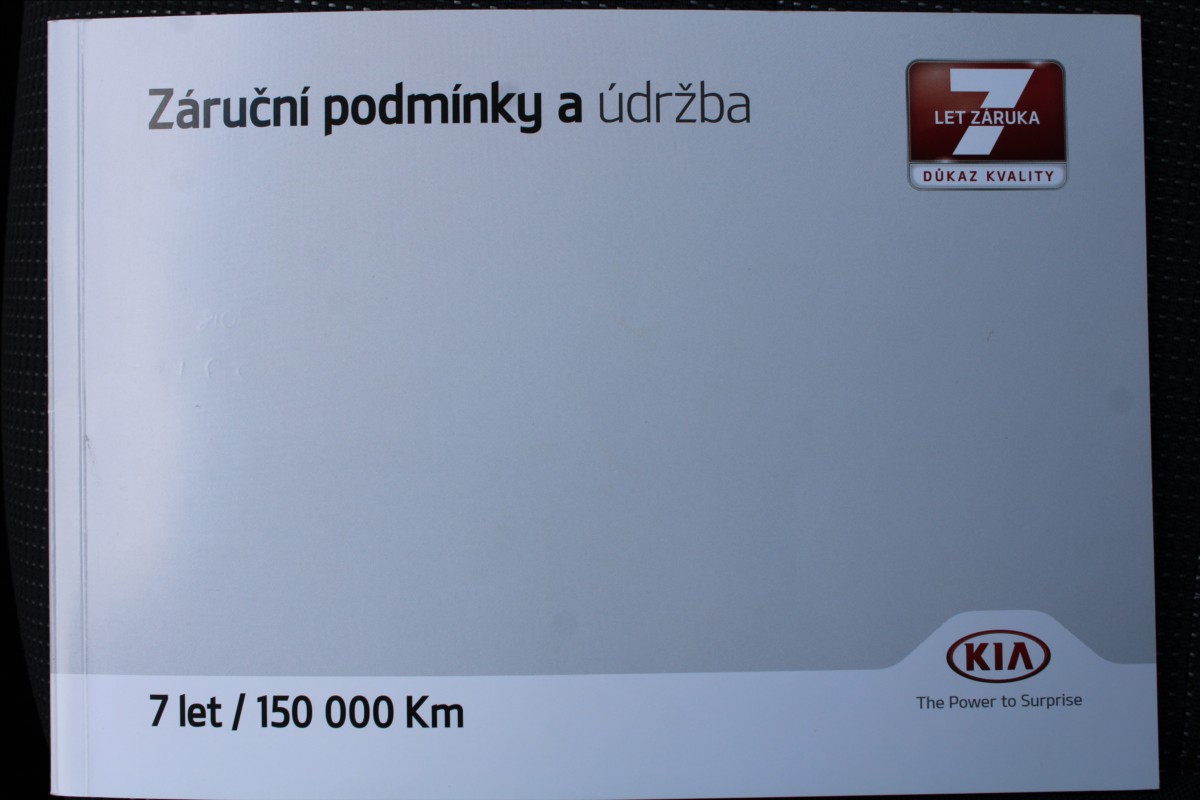 Záruční podmínky a údržba
7
LET ZÁRUKA
DŮKAZ KVALITY
7 let / 150 000 Km
KIA
The Power to Surprise